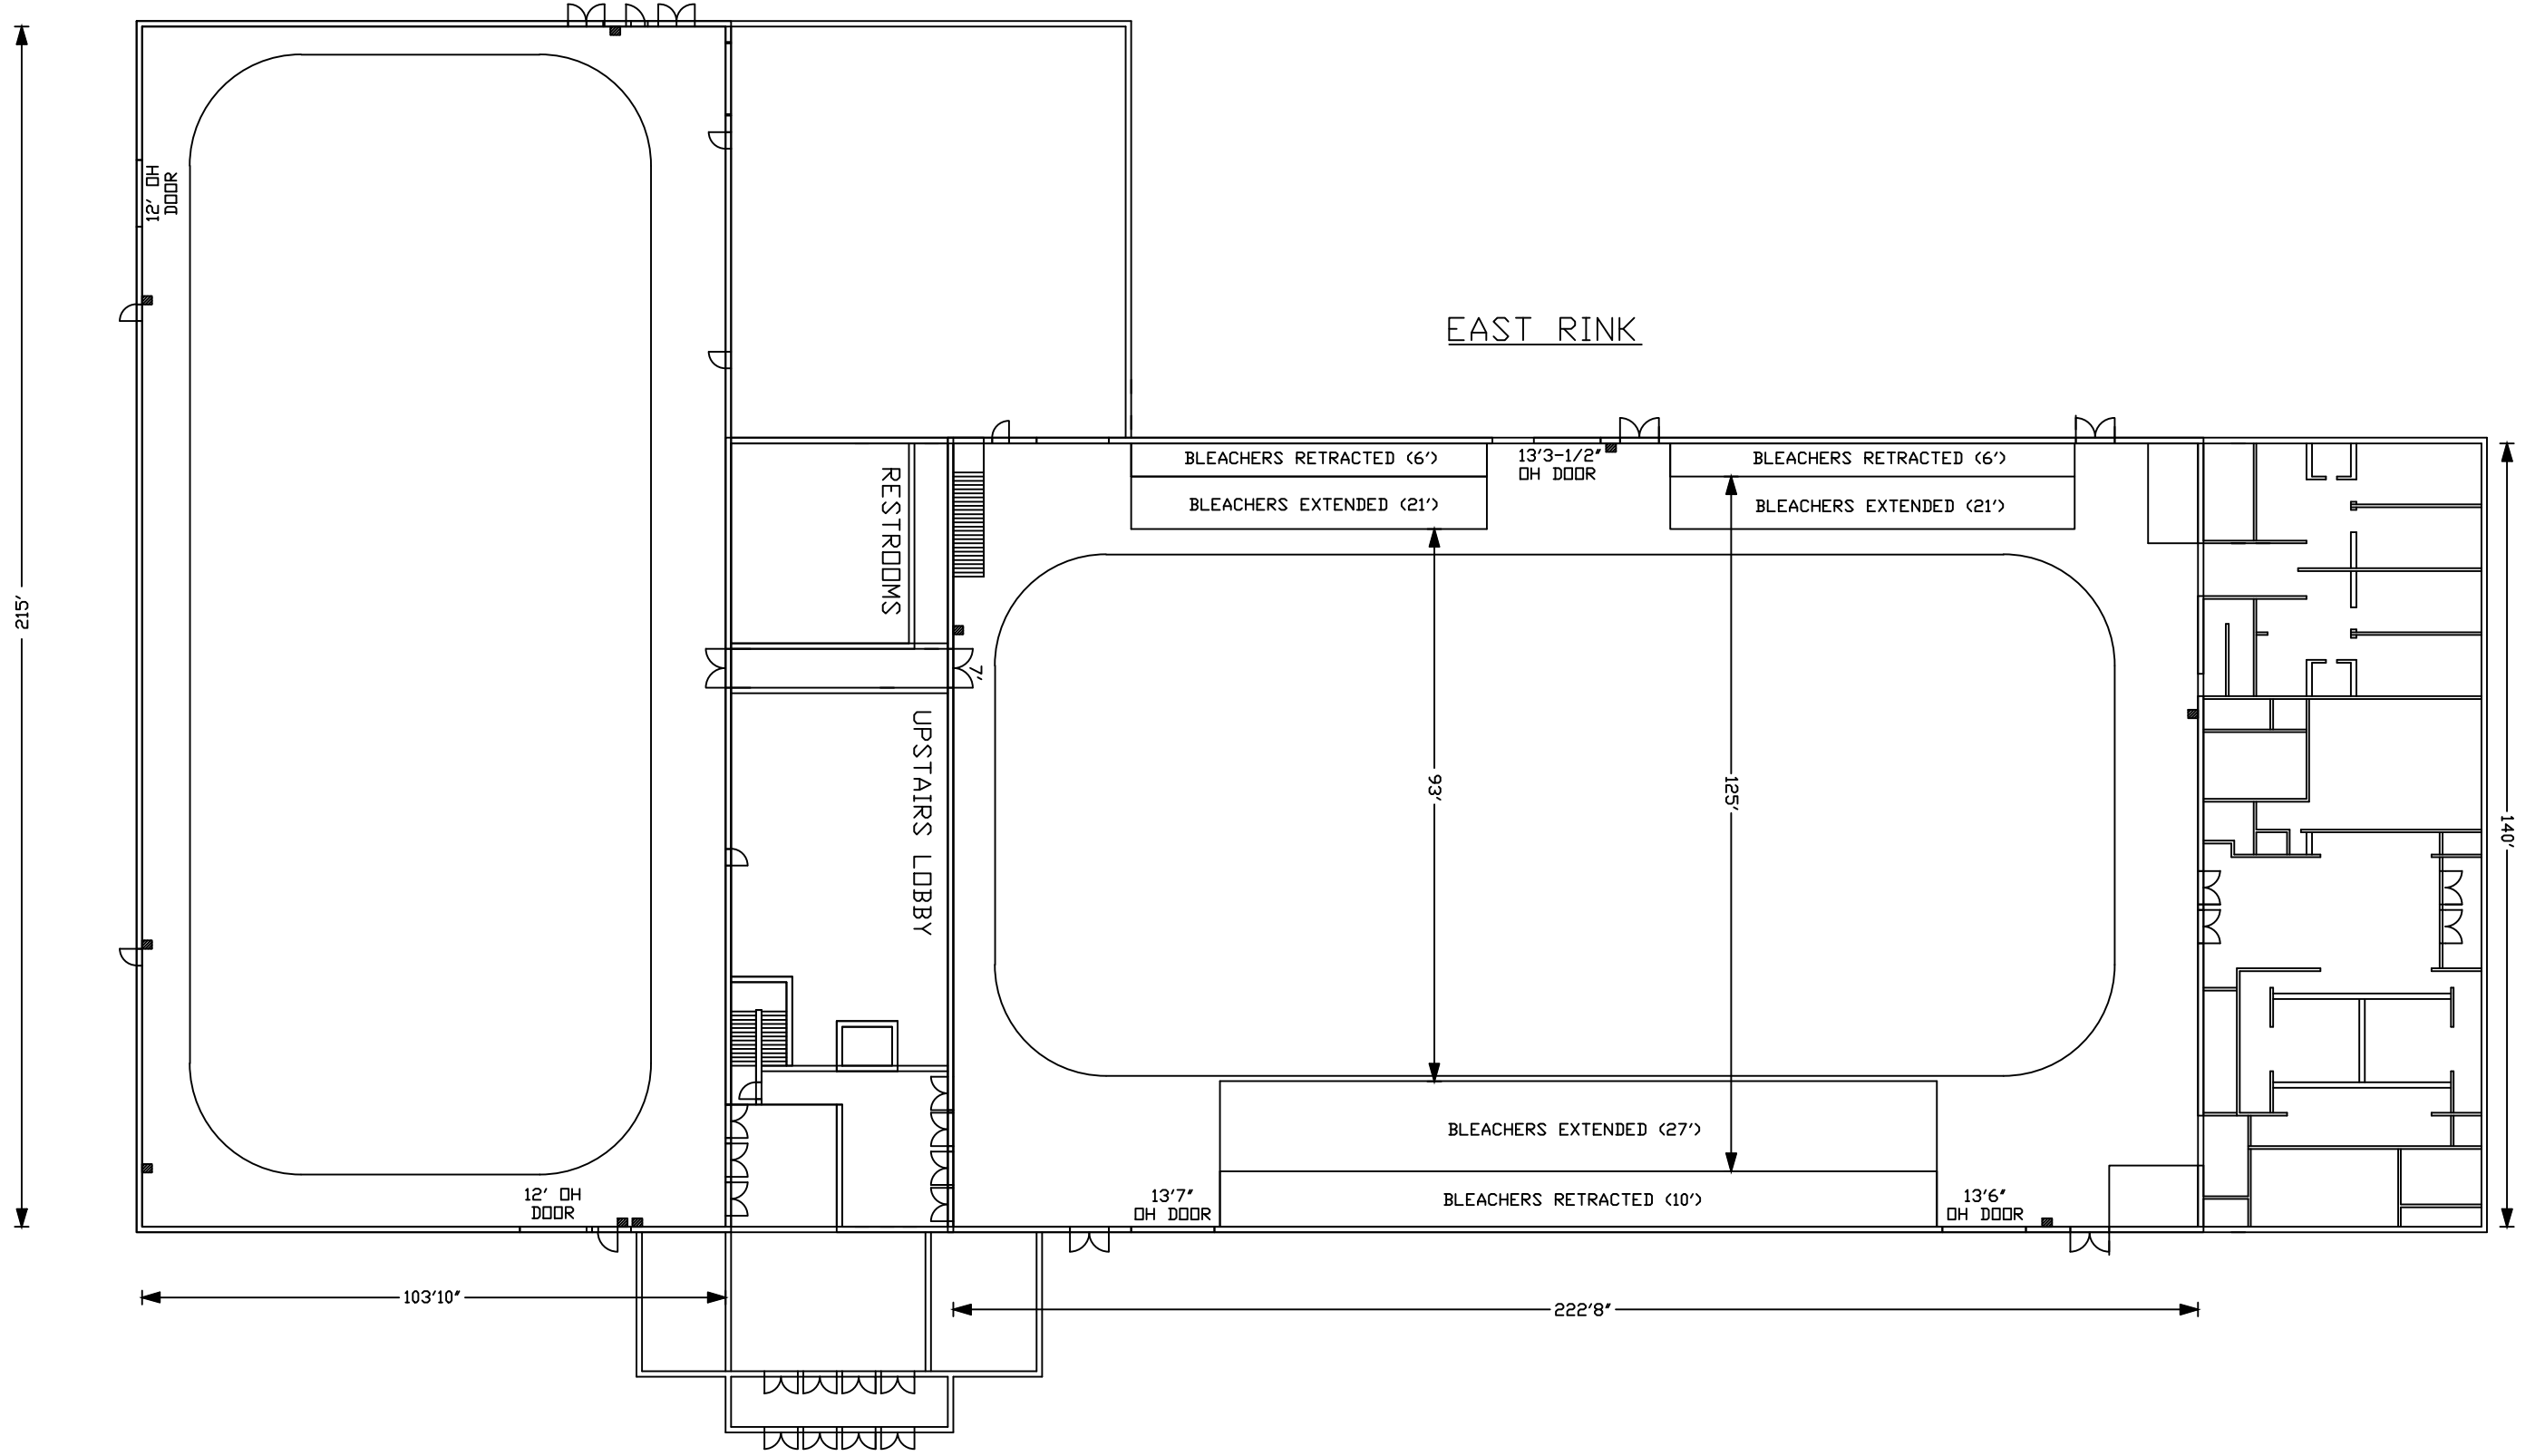 12' OH
DOOR
215'
EAST RINK
BLEACHERS RETRACTED (6')
13'3-1/2"
OH DOOR
BLEACHERS RETRACTED (6')
BLEACHERS EXTENDED (21')
BLEACHERS EXTENDED (21')
RESTROOMS
7'
UPSTAIRS LOBBY
93'
125'
140'
BLEACHERS EXTENDED (27')
12' OH
DOOR
13'7"
OH DOOR
BLEACHERS RETRACTED (10')
13'6"
OH DOOR
103'10"
222'8"